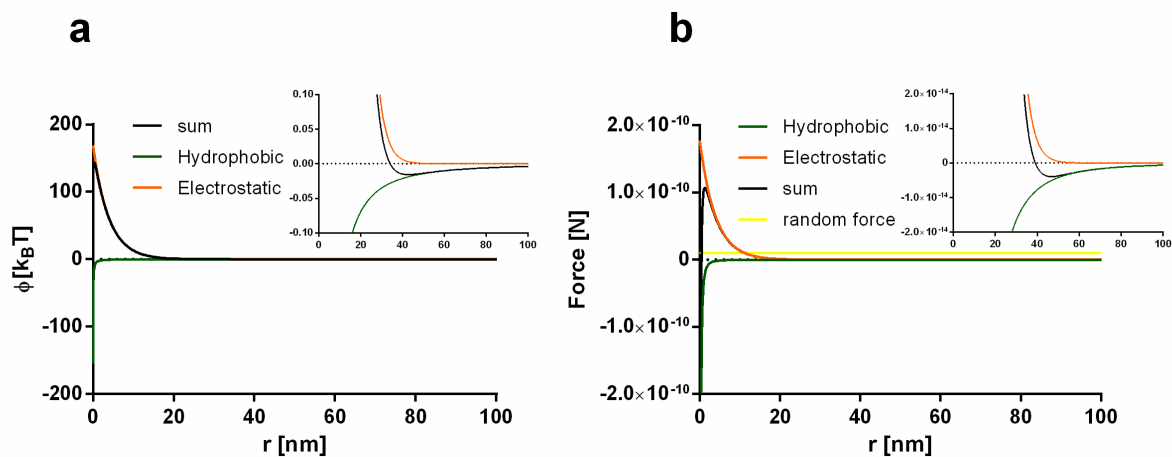 a
ϕ [kBT]
200
100
0
-100
-200
0 20 40 60 80 100
r [nm]
sum
Hydrophobic
Electrostatic
0.10
0.05
0.00
-0.05
-0.10
0 20 40 60 80 100
b
Force [N]
2.0×10-10
1.0×10-10
0
-1.0×10-10
-2.0×10-10
0 20 40 60 80 100
r [nm]
Hydrophobic
Electrostatic
sum
random force
2.0×10-14
1.0×10-14
0
-1.0×10-14
-2.0×10-14
0 20 40 60 80 100